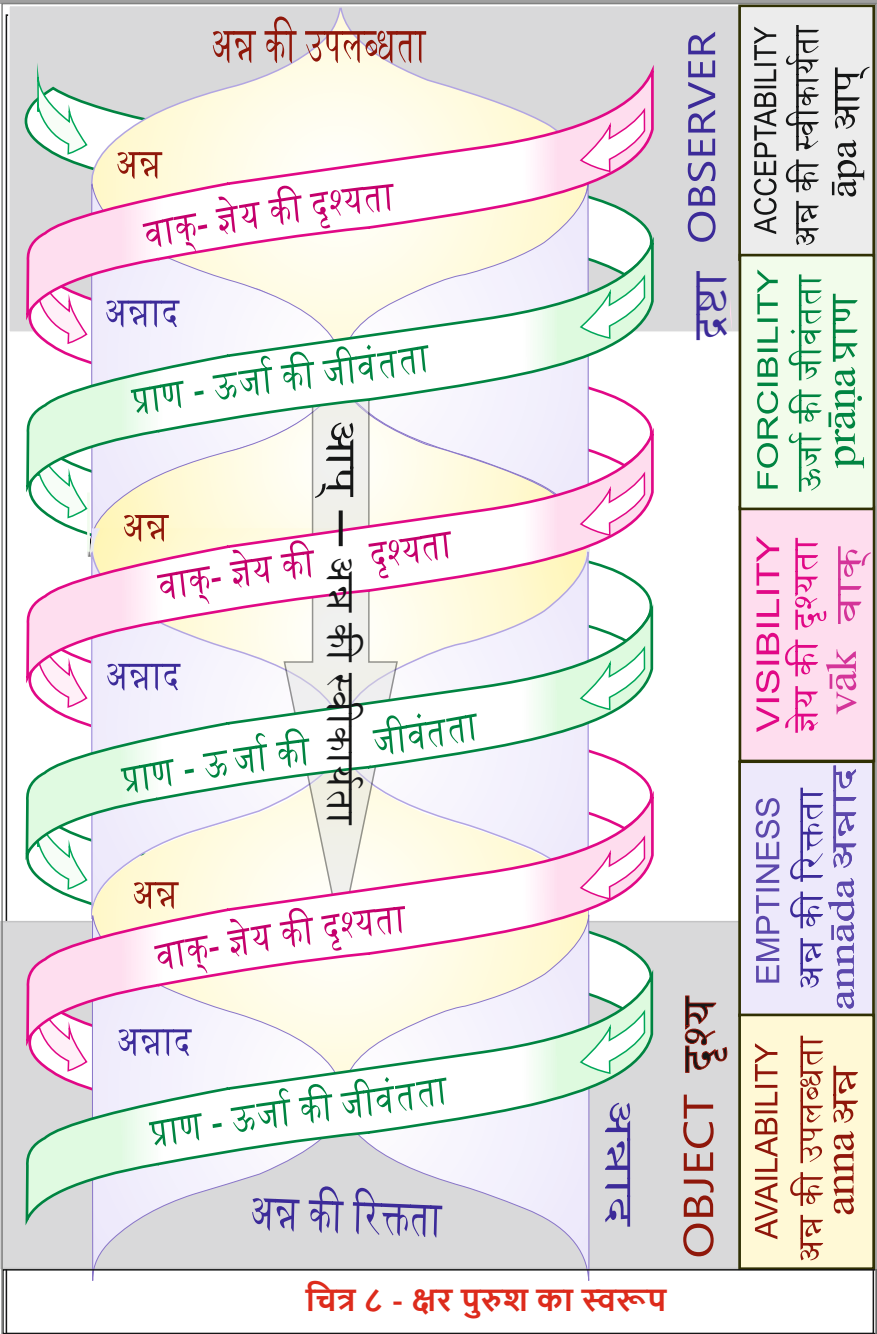 अन्न की उपलब्धता
अन्न
वाक्- ज्ञेय की दृश्यता
अन्नाद
प्राण - ऊर्जा की जीवंतता
आप् – अन्न की स्वीकार्यता
अन्न
वाक्- ज्ञेय की दृश्यता
अन्नाद
प्राण - ऊर्जा की जीवंतता
अन्न
वाक्- ज्ञेय की दृश्यता
अन्नाद
प्राण - ऊर्जा की जीवंतता
अन्न की रिक्तता
अन्नाद
द्रष्टा OBSERVER
OBJECT दृश्य
ACCEPTABILITY
अन्न की स्वीकार्यता
āpa आप्
FORCIBILITY
ऊर्जा की जीवंतता
prāṇa प्राण
VISIBILITY
ज्ञेय की दृश्यता
vāk वाक्
EMPTINESS
अन्न की रिक्तता
annāda अन्नाद
AVAILABILITY
अन्न की उपलब्धता
anna अन्न
चित्र ८ - क्षर पुरुश का स्वरूप